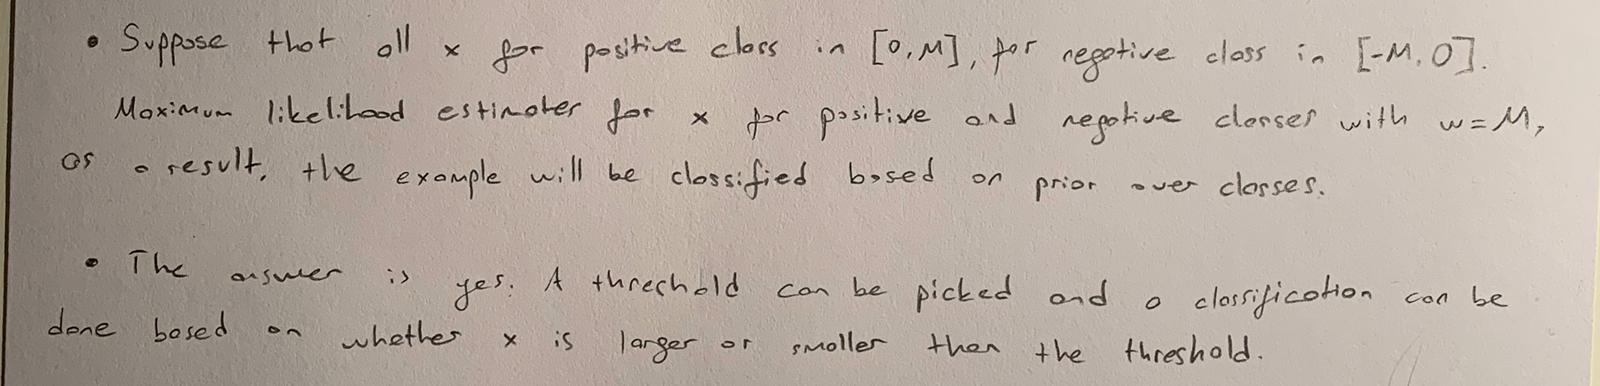 • Suppose that all x for positive class in [0,M], for negative class in [-M,0].
Maximum likelihood estimates for x for positive and negative classes with w=M,
as a result, the example will be classified based on prior over classes.
• The answer is yes. A threshold can be picked and a classification can be
done based on whether x is larger or smaller than the threshold.